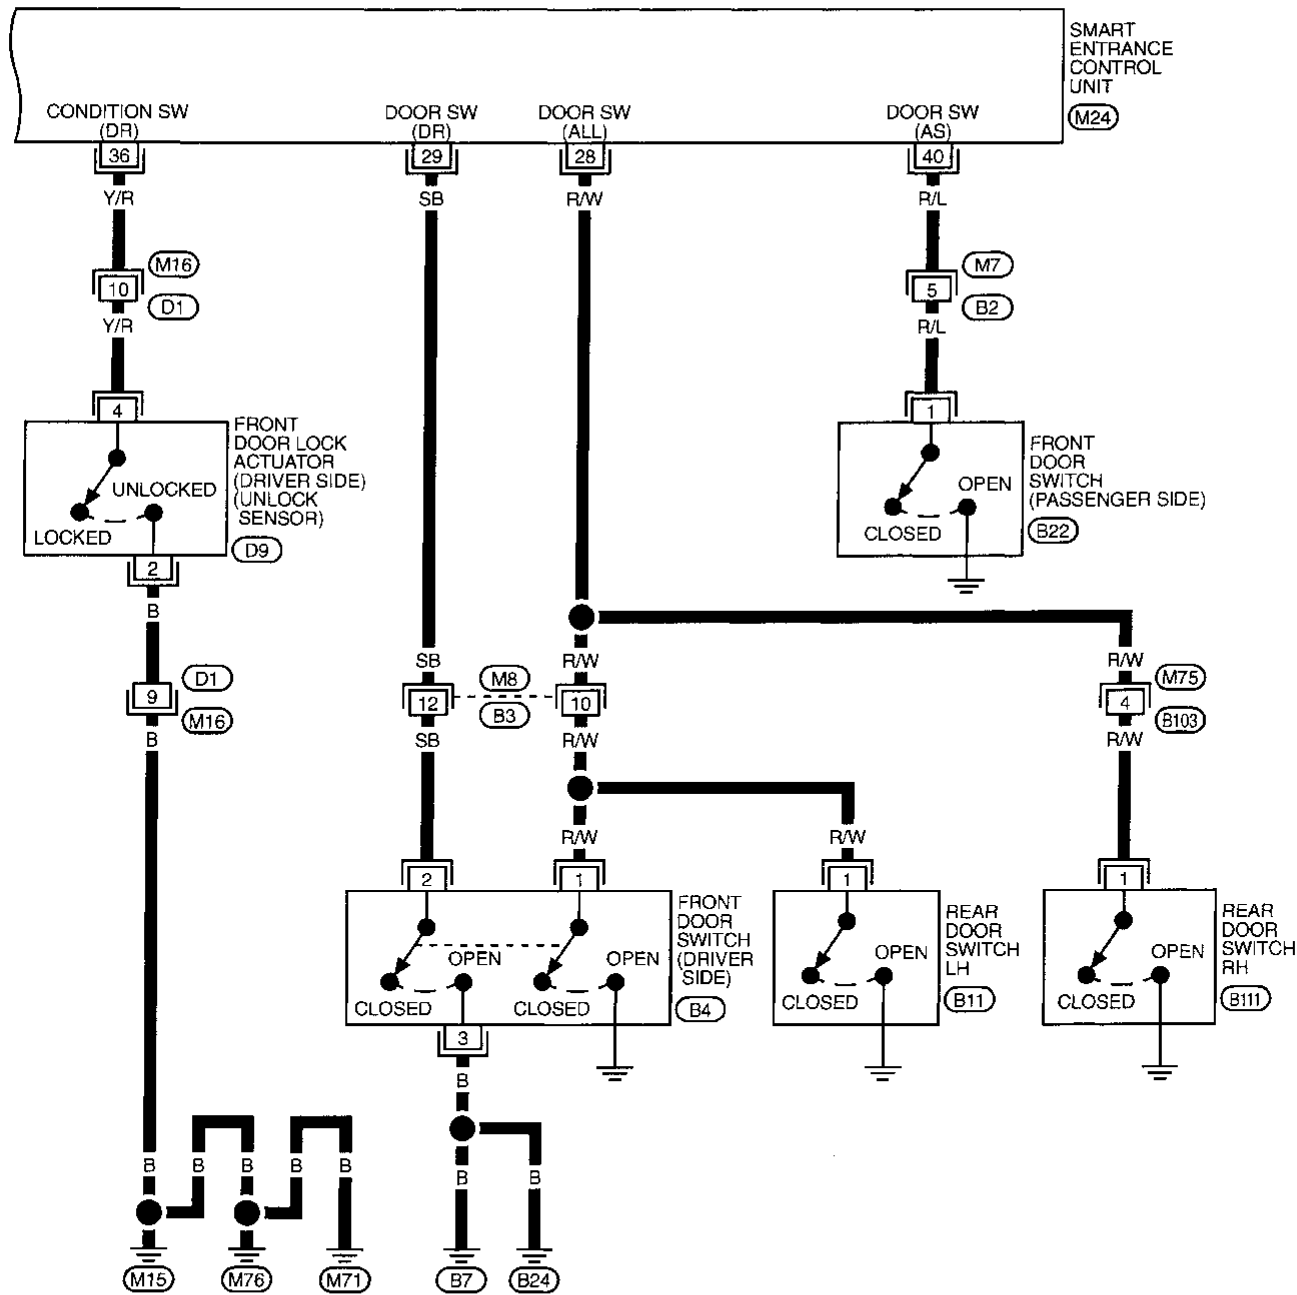 SMART
ENTRANCE
CONTROL
UNIT
M24
CONDITION SW
(DR)
DOOR SW
(DR)
DOOR SW
(ALL)
DOOR SW
(AS)
36
29
28
40
Y/R
SB
R/W
R/L
M16
10
D1
M7
5
B2
Y/R
R/L
4
1
FRONT
DOOR LOCK
ACTUATOR
(DRIVER SIDE)
(UNLOCK
SENSOR)
D9
UNLOCKED
LOCKED
FRONT
DOOR
SWITCH
(PASSENGER SIDE)
B22
OPEN
CLOSED
2
B
SB
R/W
R/W
D1
9
M16
12
M8
B3
10
M75
4
B103
B
SB
R/W
R/W
R/W
R/W
2
1
1
1
FRONT
DOOR
SWITCH
(DRIVER
SIDE)
B4
OPEN
CLOSED
OPEN
CLOSED
REAR
DOOR
SWITCH
LH
B11
OPEN
CLOSED
REAR
DOOR
SWITCH
RH
B111
OPEN
CLOSED
3
B
B
B
B
B
B
B
B
M15
M76
M71
B7
B24